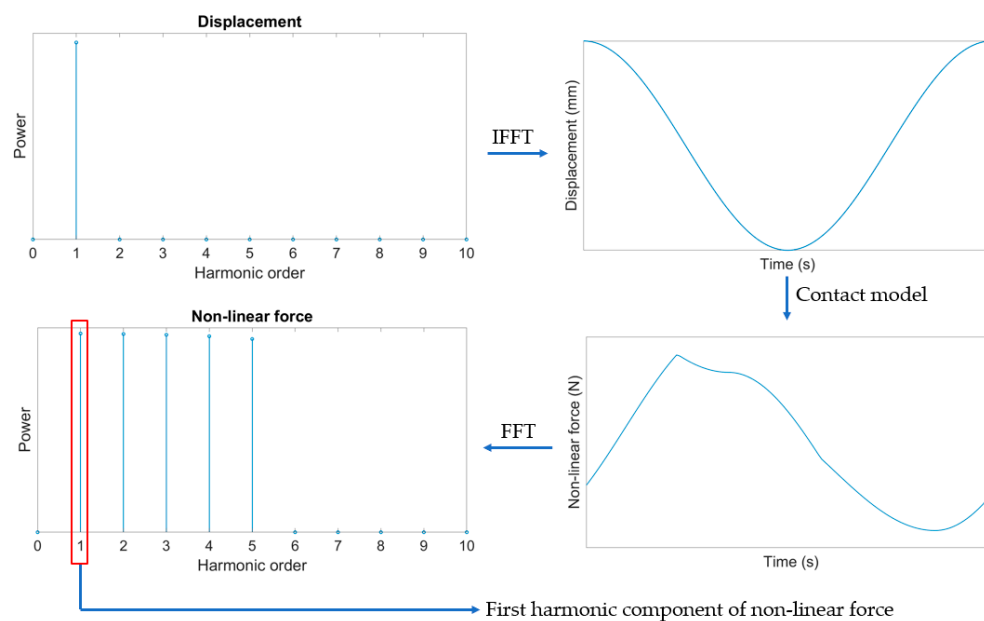 Displacement
Power
0 1 2 3 4 5 6 7 8 9 10
Harmonic order
IFFT
Displacement (mm)
Time (s)
Contact model
Non-linear force (N)
Time (s)
FFT
Non-linear force
Power
0 1 2 3 4 5 6 7 8 9 10
Harmonic order
First harmonic component of non-linear force